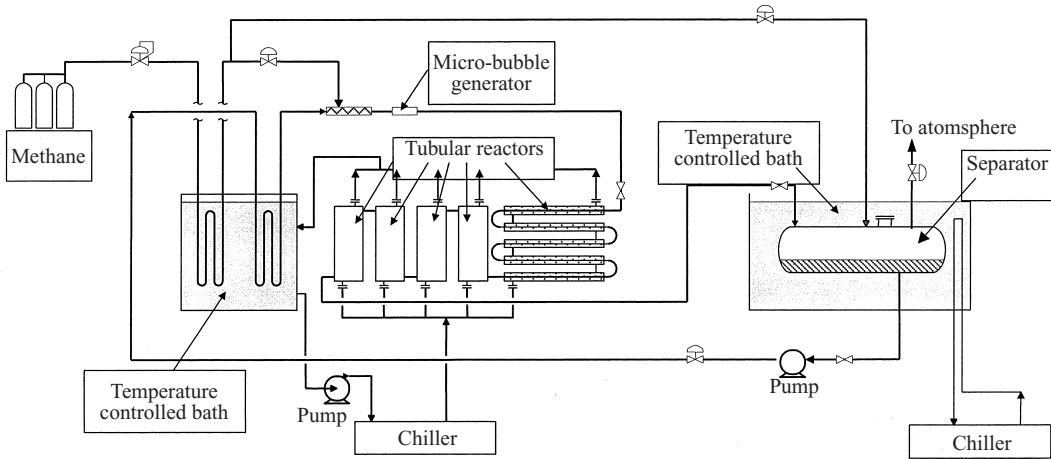 Micro-bubble
generator
Methane
Tubular reactors
Temperature
controlled bath
To atomsphere
Separator
Temperature
controlled bath
Pump
Chiller
Pump
Chiller